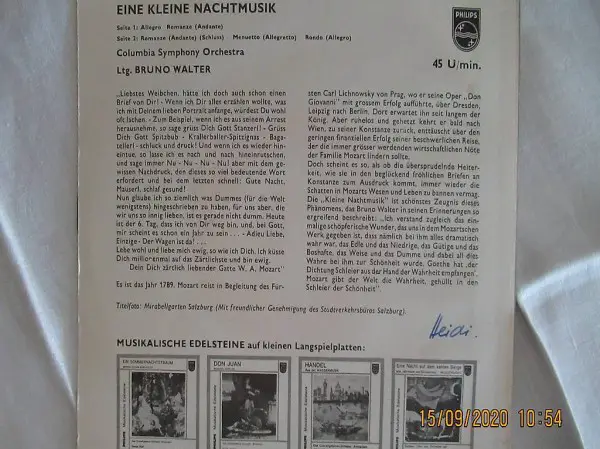 EINE KLEINE NACHTMUSIK
Seite 1: Allegro Romanze (Andante)
Seite 2: Romanze (Andante) (Schluss) Menuetto (Allegretto) Rondo (Allegro)
Columbia Symphony Orchestra
Ltg. BRUNO WALTER
PHILIPS
45 U/min.
"Liebstes Weibchen, hätte ich doch auch schon einen
Brief von Dir! - Wenn ich Dir alles erzählen wollte, was
ich mit Deinem lieben Portrait anfange, würdest Du wohl
oft lachen. - Zum Beispiel, wenn ich es aus seinem Arrest
herausnehme, so sage grüss Dich Gott Stanzerl! - Grüss
Dich Gott Spitzbub - Krallerballer-Spitzignas - Baga-
telleri - schluck und druck! Und wenn ich es wieder hin-
eintue, so lasse ich es nach und nach hineinrutschen,
und sage immer Nu - Nu - Nu - Nu! aber mit dem ge-
wissen Nachdruck, den dieses so viel bedeutende Wort
erfordert und bei dem letzten schnell: Gute Nacht,
Mauserl, schlaf gesund!
Nun glaube ich so ziemlich was Dummes (für die Welt
wenigstens) hingeschrieben zu haben, für uns aber, die
wir uns so innig lieben, ist es gerade nicht dumm. Heute
ist der 6. Tag, dass ich von Dir weg bin, und, bei Gott,
mir scheint es schon ein Jahr zu sein . . . -Adieu Liebe,
Einzige - Der Wagen ist da! . . .
Lebe wohl und liebe mich ewig, so wie ich Dich. Ich küsse
Dich millionenmal auf das Zärtlichste und bin ewig.
Dein Dich zärtlich liebender Gatte W. A. Mozart"
Es ist das Jahr 1789. Mozart reist in Begleitung des Für-
sten Carl Lichnowsky von Prag, wo er seine Oper „Don
Giovanni" mit grossem Erfolg aufführte, über Dresden,
Leipzig nach Berlin. Dort erwartet ihn seit langem der
König. Aber ruhelos und gehetzt kehrt er bald nach
Wien, zu seiner Konstanze zurück, enttäuscht über den
geringen finanziellen Erfolg seiner beschwerlichen Reise,
der die immer grösser werdenden wirtschaftlichen Nöte
der Familie Mozart lindern sollte.
Doch scheint es so, als ob die übersprudelnde Heiter-
keit, wie sie in den beglückend fröhlichen Briefen an
Konstanze zum Ausdruck kommt, immer wieder die
Schatten in Mozarts Wesen und Leben zu bannen vermag.
Die „Kleine Nachtmusik" ist schönstes Zeugnis dieses
Phänomens, das Bruno Walter in seinen Erinnerungen so
ergreifend beschreibt: „Ich verstand zugleich das ein-
malige schöpferische Wunder, das uns in dem Mozartschen
Werk gegeben ist, dass nämlich bei ihm alles dramatisch
wahr war, das Edle und das Niedrige, das Gütige und das
Boshafte, das Weise und das Dumme und dabei all dies
Wahre bei ihm zur Schönheit wurde. Goethe hat ,der
Dichtung Schleier aus der Hand der Wahrheit empfangen'.
Mozart gibt der Welt die Wahrheit, gehüllt in den
Schleier der Schönheit".
Titelfoto: Mirabellgarten Salzburg (Mit freundlicher Genehmigung des Stadtverkehrsbüros Salzburg).
Heidi.
MUSIKALISCHE EDELSTEINE auf kleinen Langspielplatten:
EIN SOMMERNACHTSTRAUM
DON JUAN
HANDEL
Eine Nacht auf dem kahlen Berge
15/09/2020 10:54